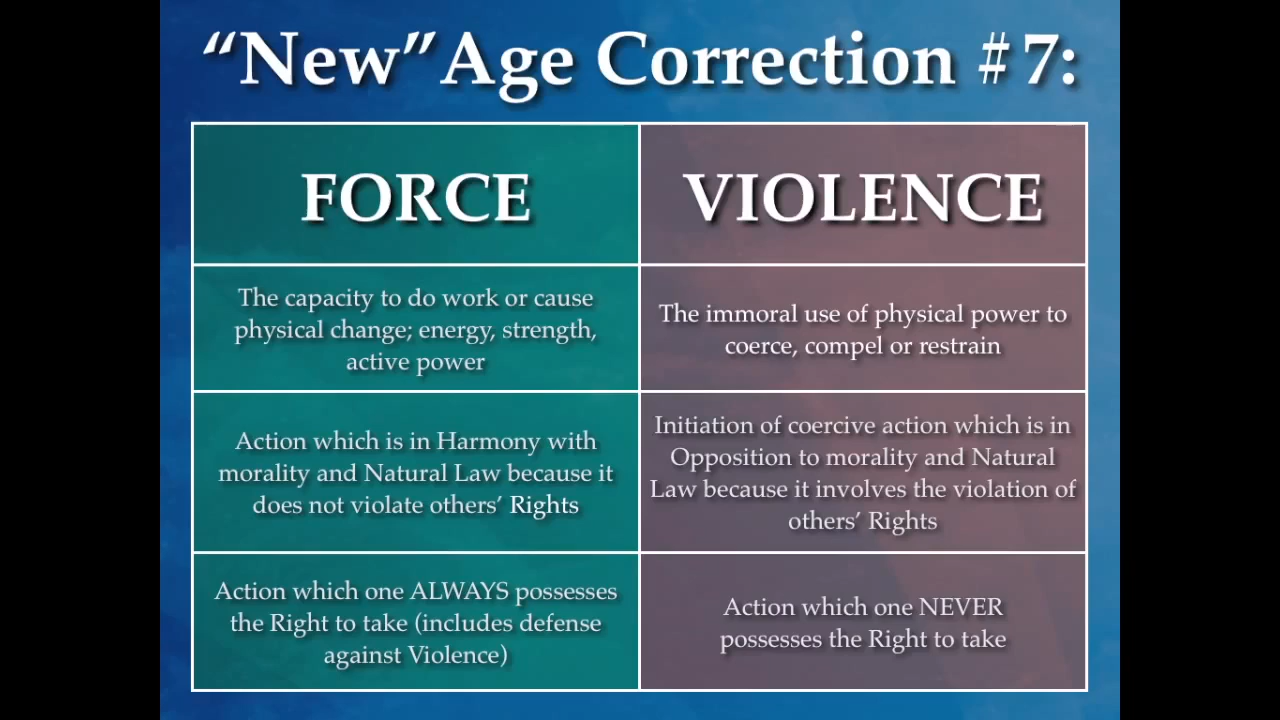 “New” Age Correction #7:
FORCE
VIOLENCE
The capacity to do work or cause
physical change; energy, strength,
active power
The immoral use of physical power to
coerce, compel or restrain
Action which is in Harmony with
morality and Natural Law because it
does not violate others’ Rights
Initiation of coercive action which is in
Opposition to morality and Natural
Law because it involves the violation of
others’ Rights
Action which one ALWAYS possesses
the Right to take (includes defense
against Violence)
Action which one NEVER
possesses the Right to take